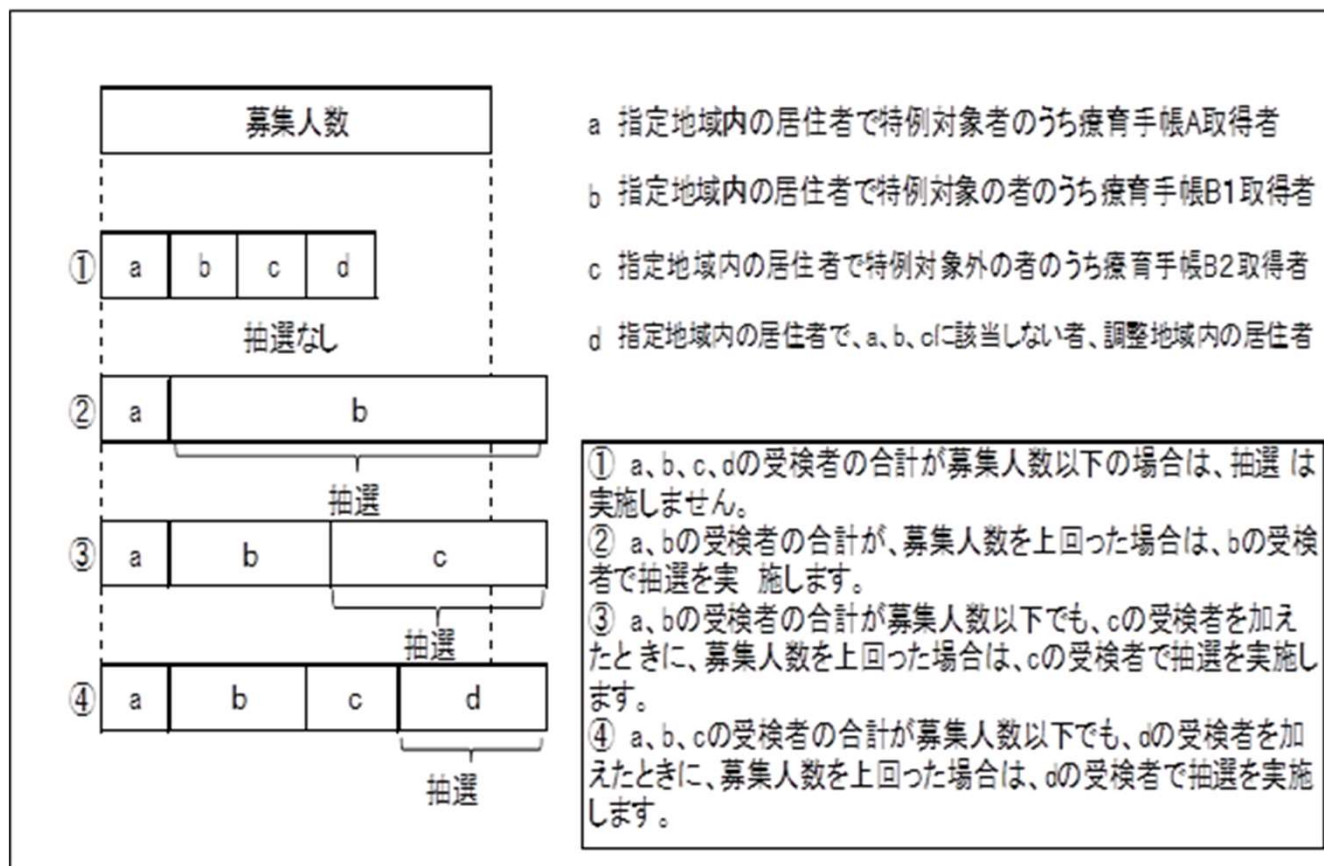 募集人数
a 指定地域内の居住者で特例対象者のうち療育手帳A取得者
b 指定地域内の居住者で特例対象の者のうち療育手帳B1取得者
c 指定地域内の居住者で特例対象外の者のうち療育手帳B2取得者
d 指定地域内の居住者で、a、b、cに該当しない者、調整地域内の居住者
① a b c d
抽選なし
② a b
抽選
③ a b c
抽選
④ a b c d
抽選
① a、b、c、dの受検者の合計が募集人数以下の場合は、抽選 は
実施しません。
② a、bの受検者の合計が、募集人数を上回った場合は、bの受検
者で抽選を実 施します。
③ a、bの受検者の合計が募集人数以下でも、cの受検者を加え
たときに、募集人数を上回った場合は、cの受検者で抽選を実施し
ます。
④ a、b、cの受検者の合計が募集人数以下でも、dの受検者を加
えたときに、募集人数を上回った場合は、dの受検者で抽選を実施
します。